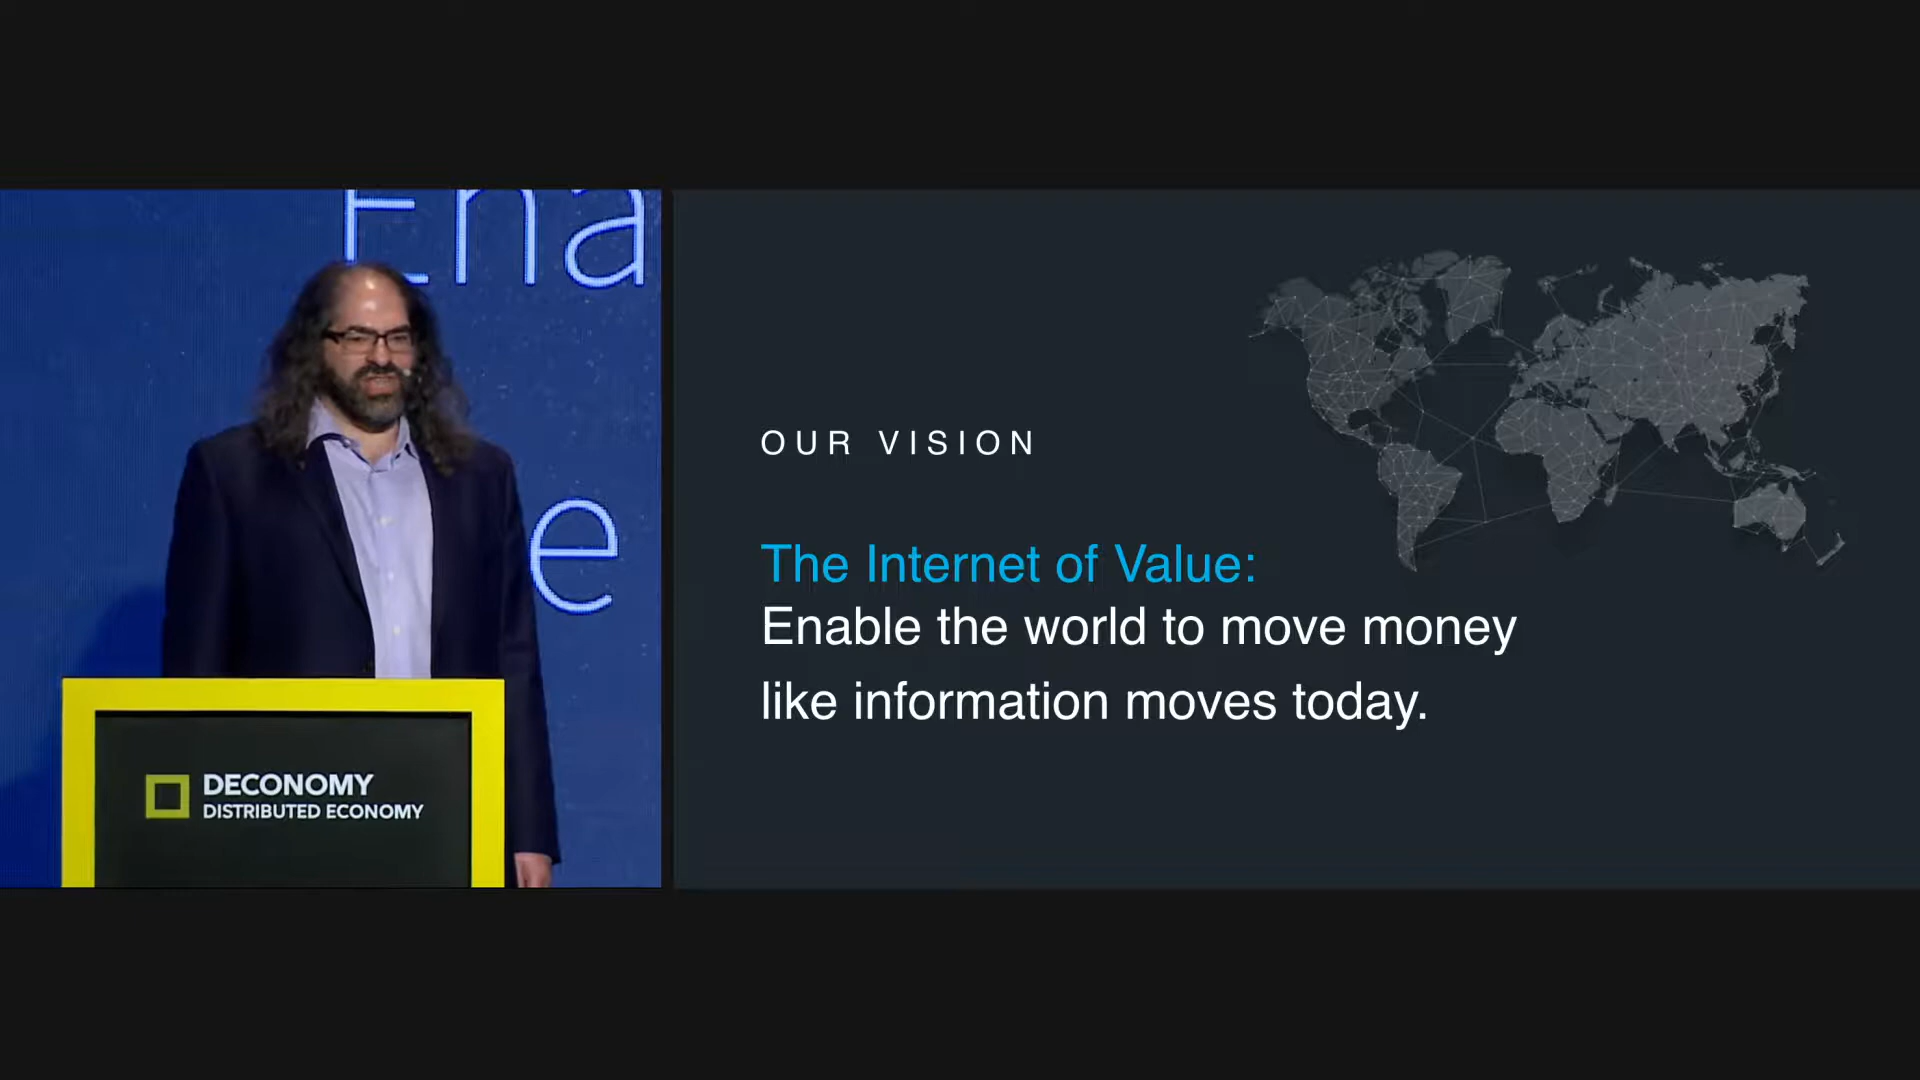 Ena
e
DECONOMY
DISTRIBUTED ECONOMY
OUR VISION
The Internet of Value:
Enable the world to move money
like information moves today.